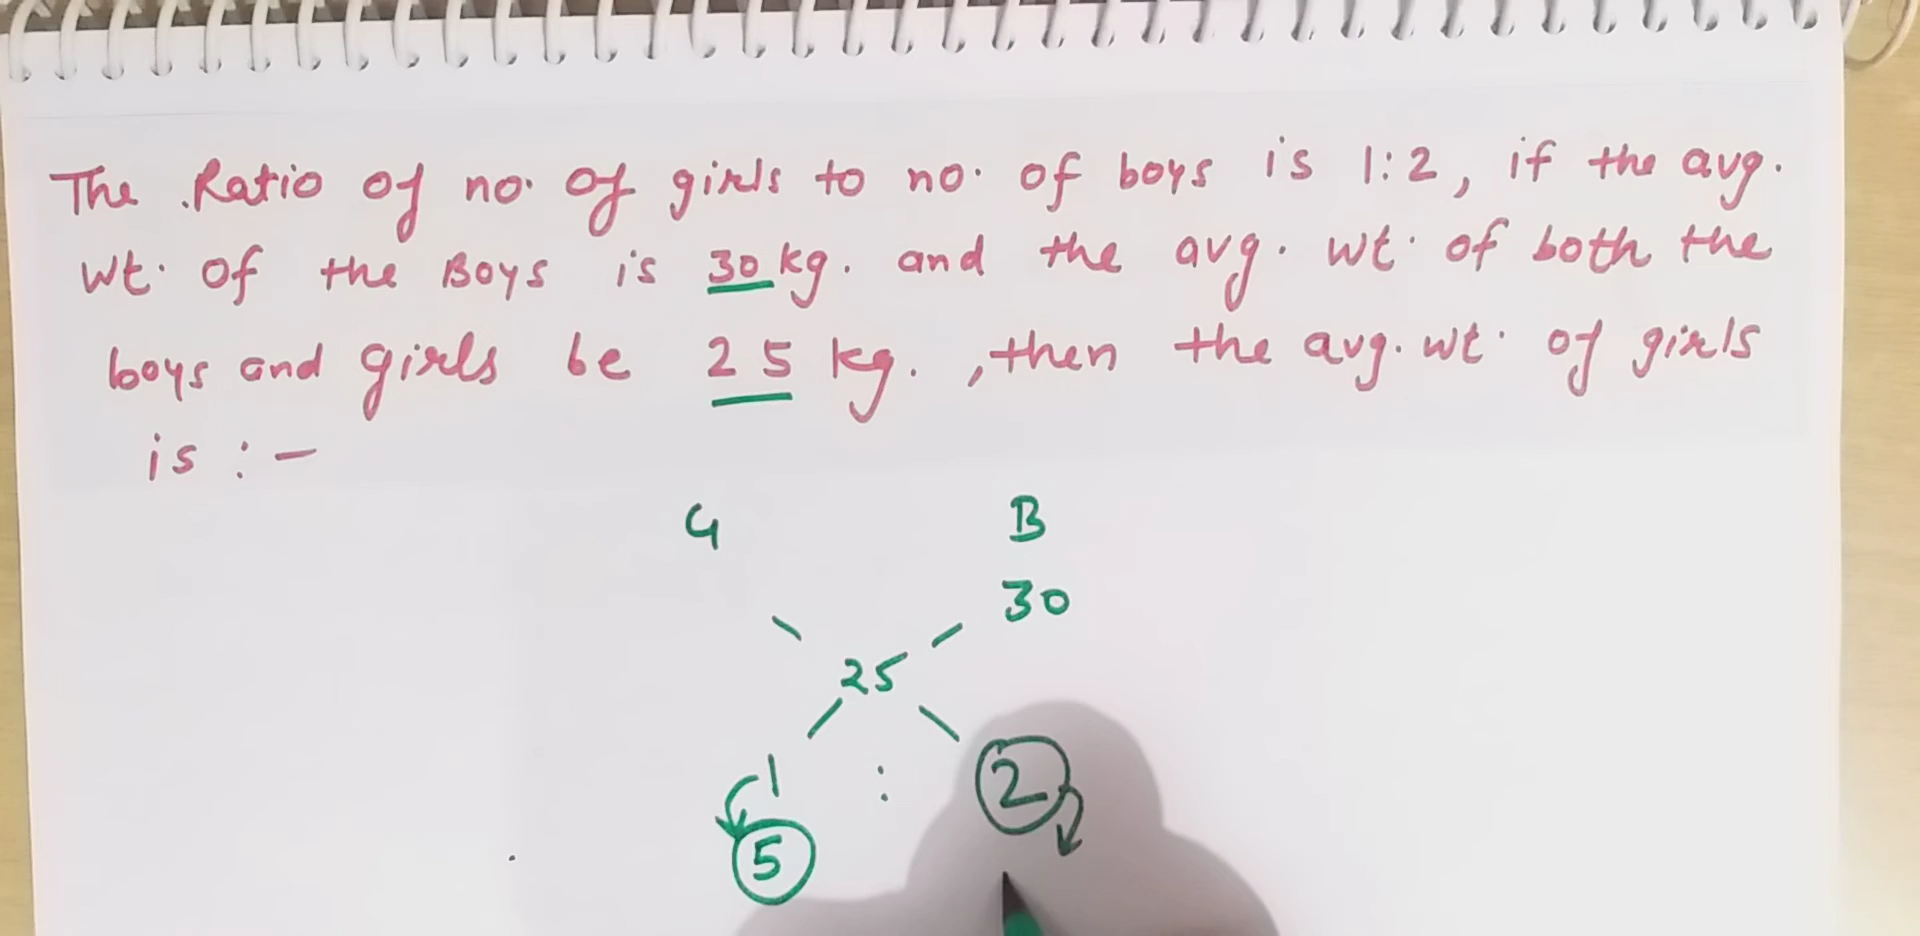 The Ratio of no. of girls to no. of boys is 1:2, if the avg.
wt. of the Boys is 30 kg. and the avg. wt. of both the
boys and girls be 25 kg., then the avg. wt. of girls
is :-
G B
30
25
1 : 2
5